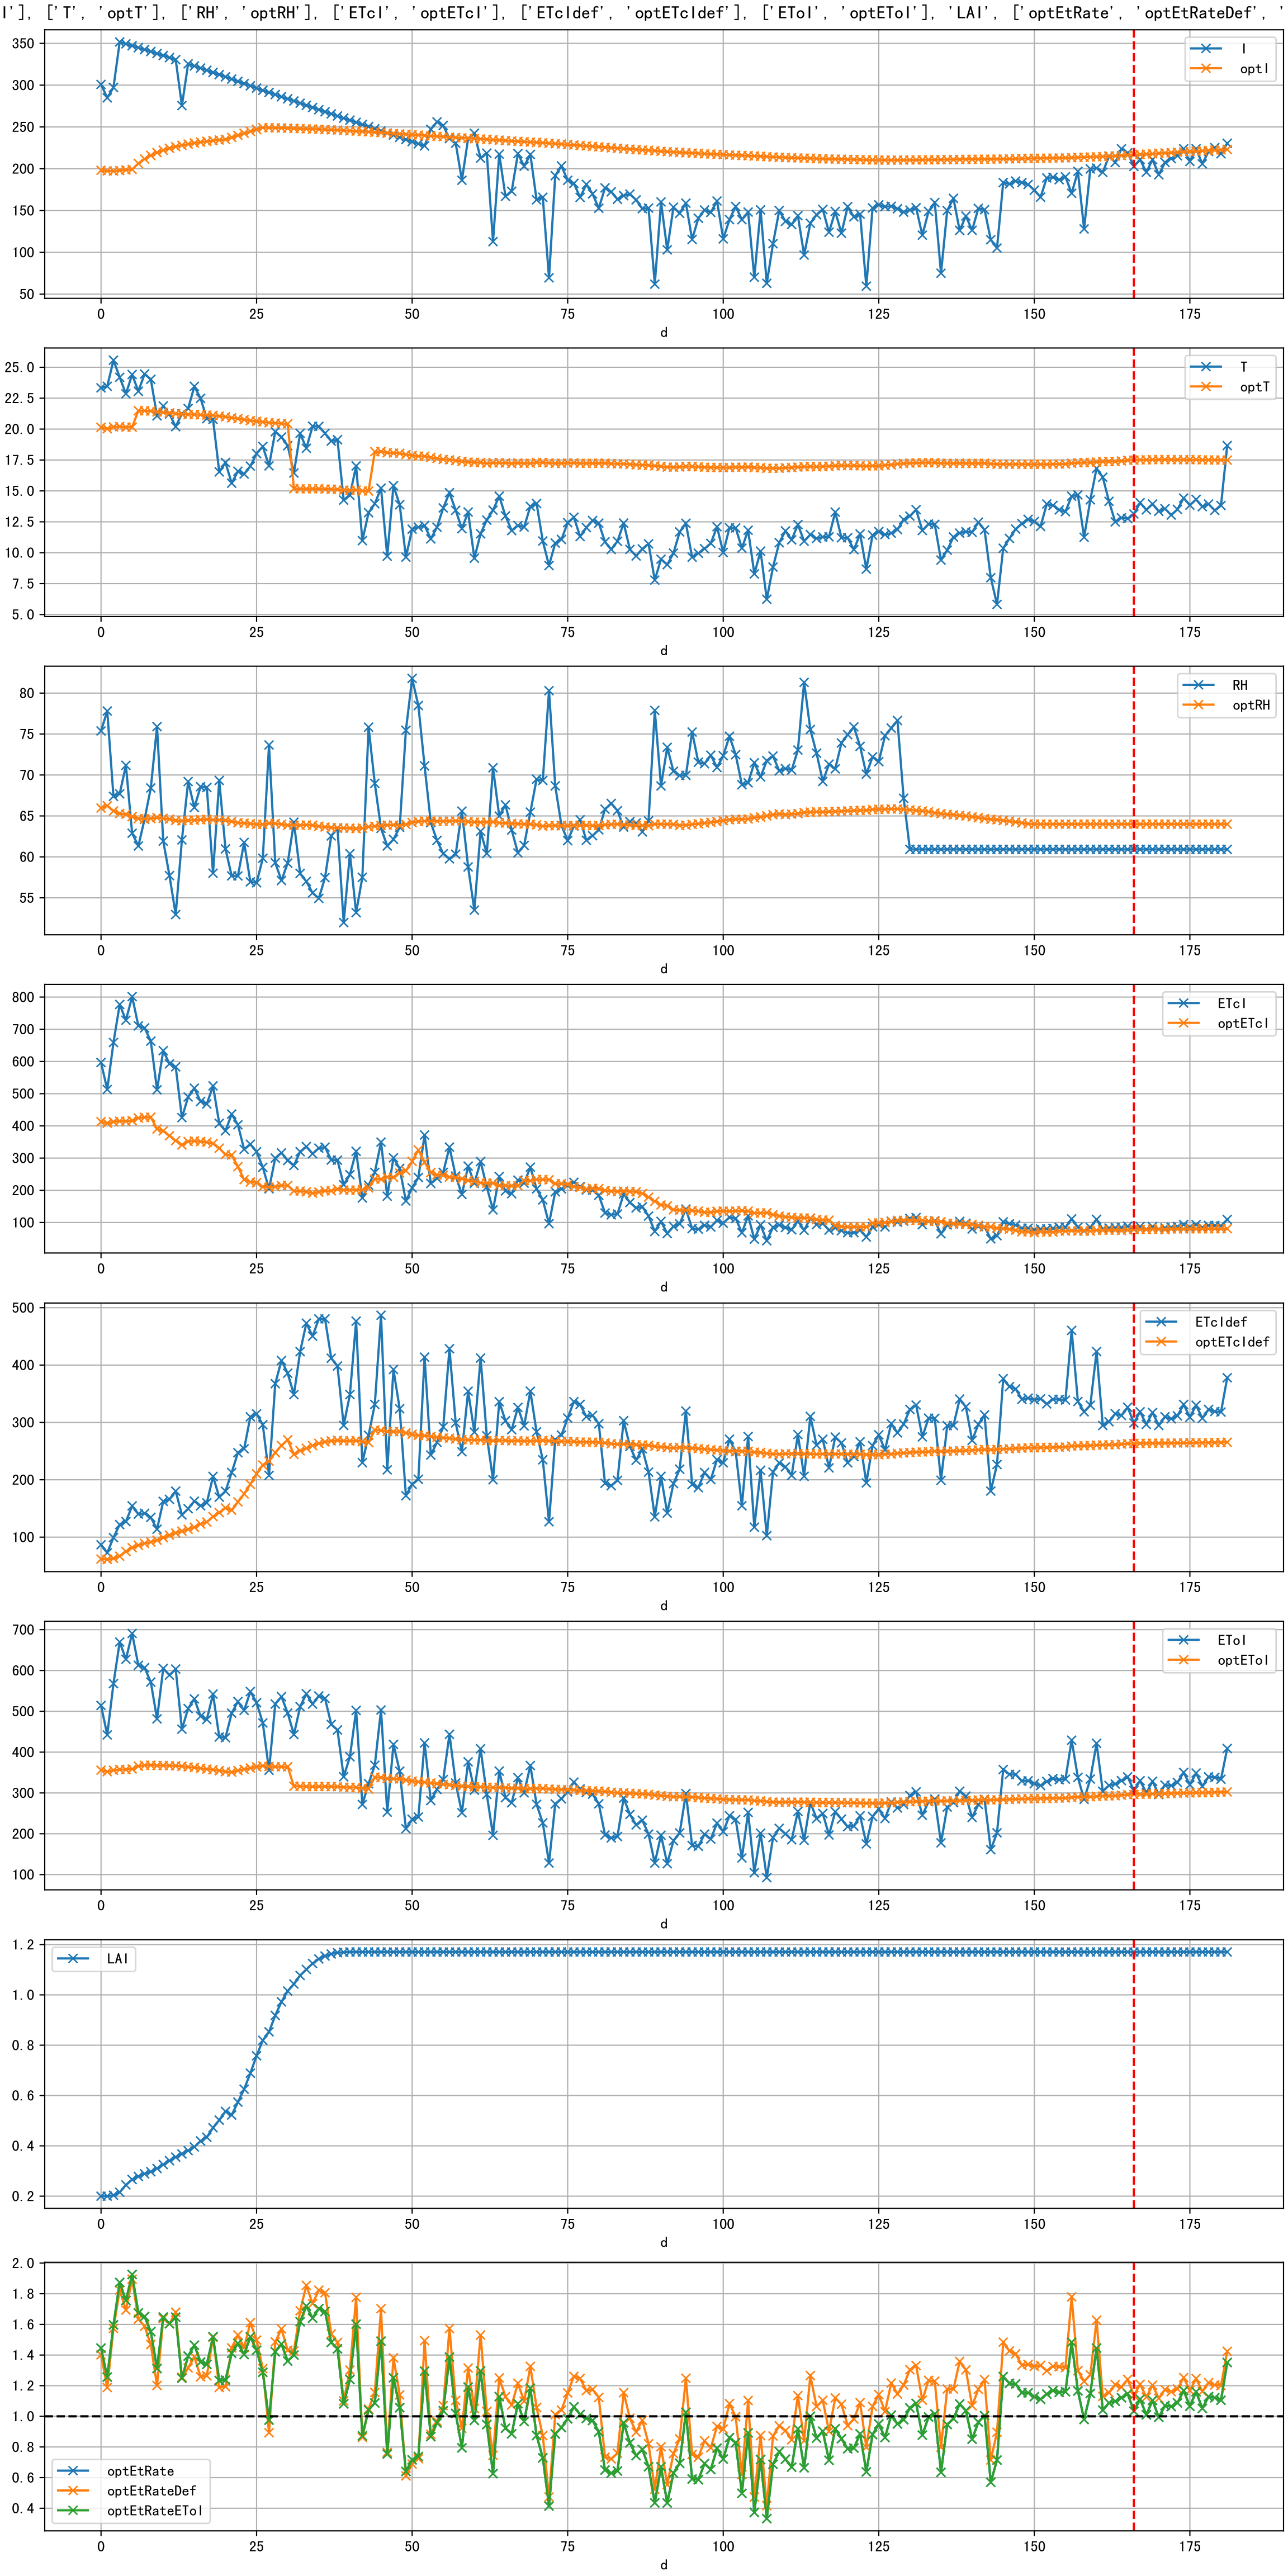 I'], ['T', 'optT'], ['RH', 'optRH'], ['ETcI', 'optETcI'], ['ETcIdef', 'optETcIdef'], ['EToI', 'optEToI'], 'LAI', ['optEtRate', 'optEtRateDef', '
350
300
250
200
150
100
50
I
optI
0 25 50 75 100 125 150 175
d
25.0
22.5
20.0
17.5
15.0
12.5
10.0
7.5
5.0
T
optT
0 25 50 75 100 125 150 175
d
80
75
70
65
60
55
RH
optRH
0 25 50 75 100 125 150 175
d
800
700
600
500
400
300
200
100
ETcI
optETcI
0 25 50 75 100 125 150 175
d
500
400
300
200
100
ETcIdef
optETcIdef
0 25 50 75 100 125 150 175
d
700
600
500
400
300
200
100
EToI
optEToI
0 25 50 75 100 125 150 175
d
1.2
1.0
0.8
0.6
0.4
0.2
LAI
0 25 50 75 100 125 150 175
d
2.0
1.8
1.6
1.4
1.2
1.0
0.8
0.6
0.4
optEtRate
optEtRateDef
optEtRateEToI
0 25 50 75 100 125 150 175
d